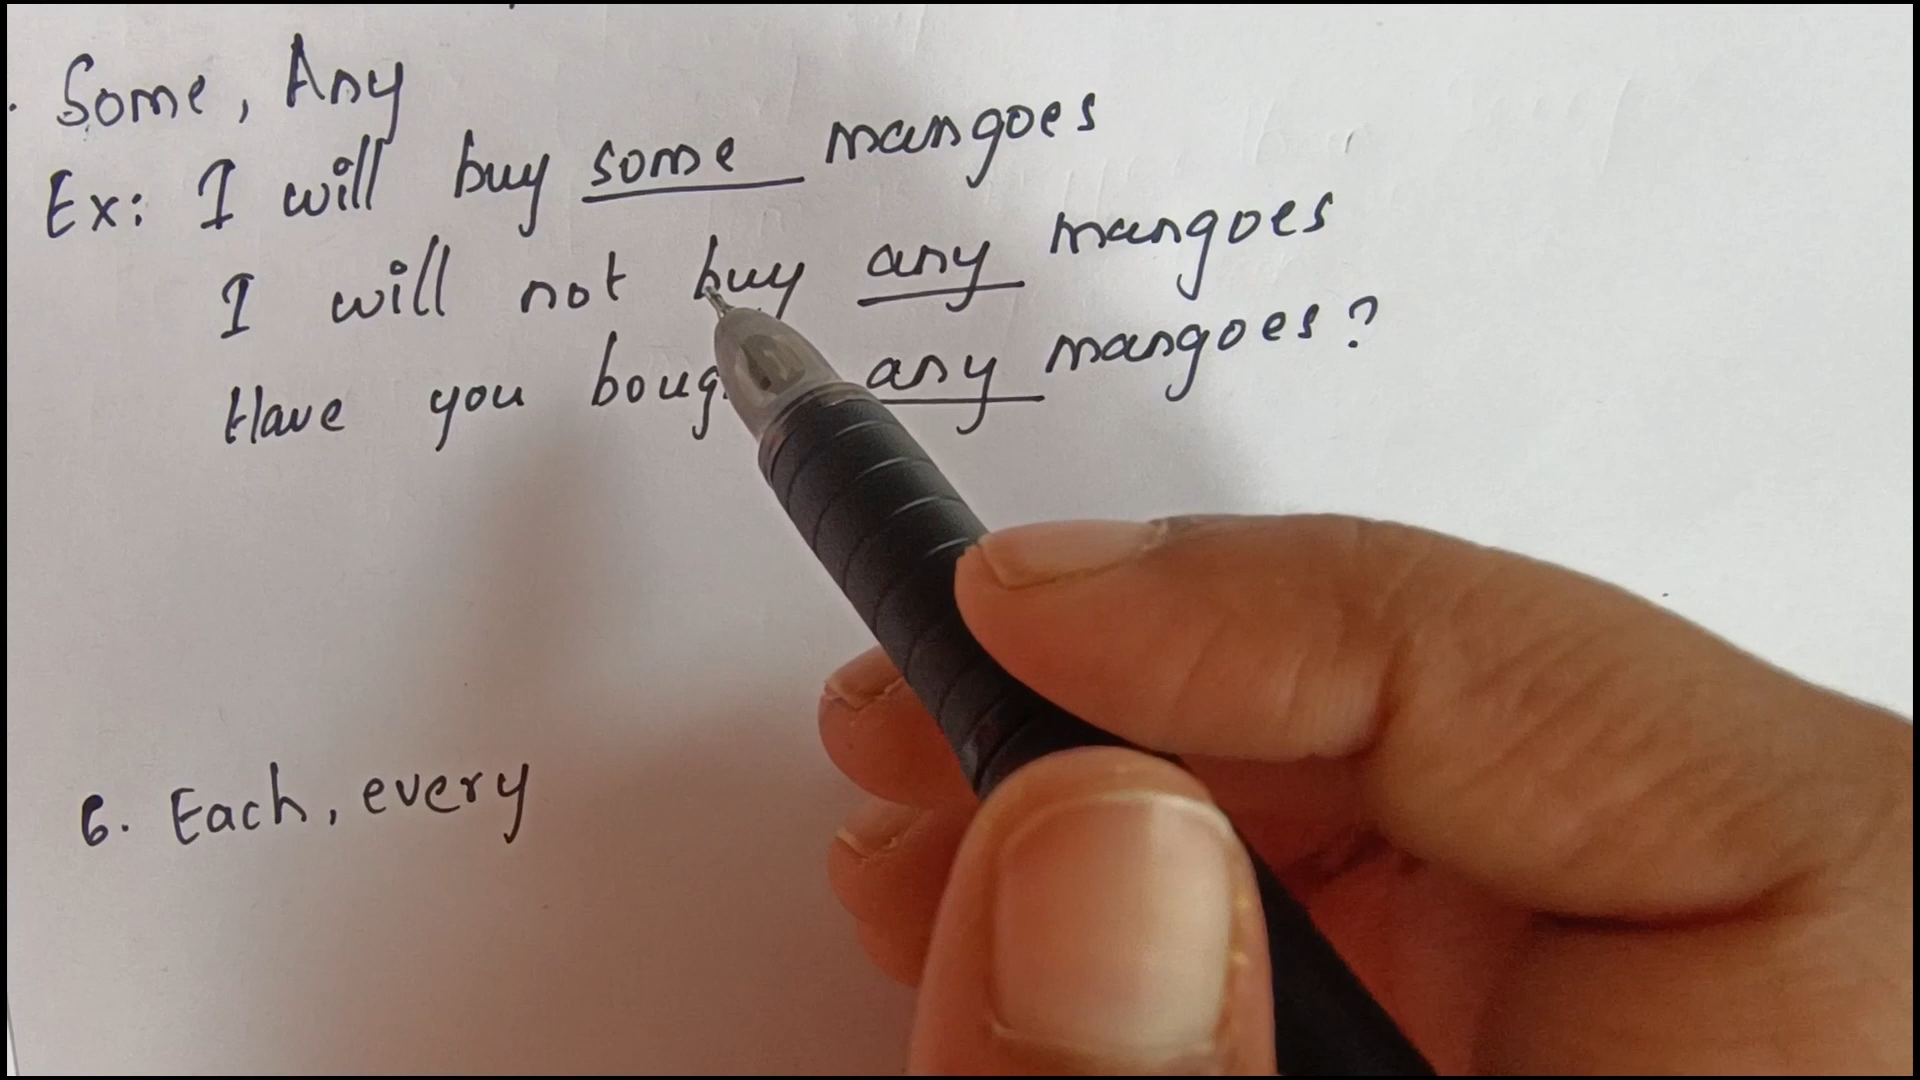 . Some, Any
Ex: I will buy some mangoes
I will not buy any mangoes
Have you any mangoes?
6. Each, every